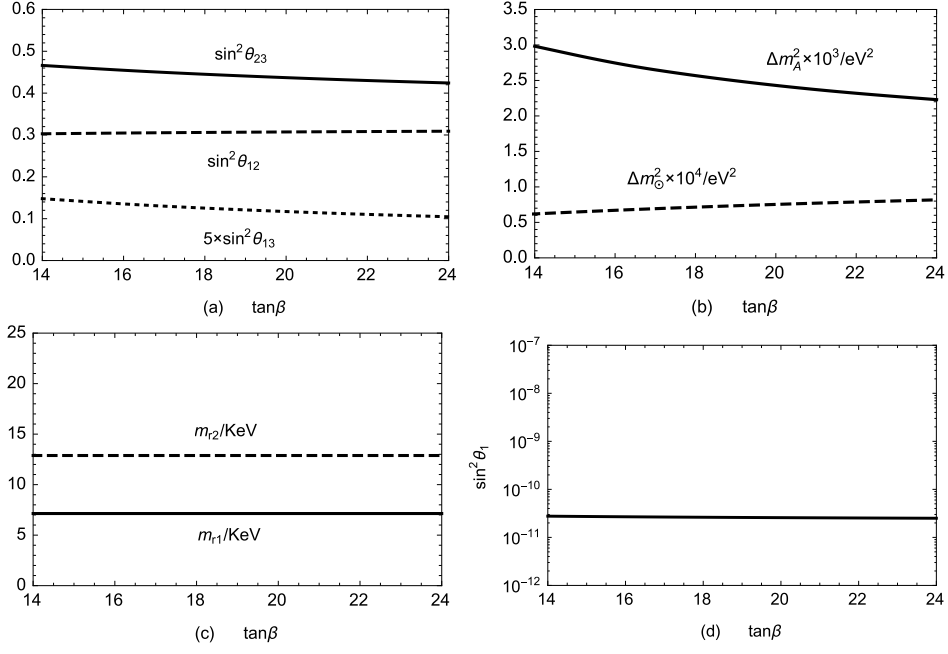 0.6
0.5
0.4
0.3
0.2
0.1
0.0
sin²θ₂₃
sin²θ₁₂
5×sin²θ₁₃
14 16 18 20 22 24
(a) tanβ
3.5
3.0
2.5
2.0
1.5
1.0
0.5
0.0
Δm²_A×10³/eV²
Δm²_⊙×10⁴/eV²
14 16 18 20 22 24
(b) tanβ
25
20
15
10
5
0
m_r2/KeV
m_r1/KeV
14 16 18 20 22 24
(c) tanβ
sin²θ₁
10⁻⁷
10⁻⁸
10⁻⁹
10⁻¹⁰
10⁻¹¹
10⁻¹²
14 16 18 20 22 24
(d) tanβ